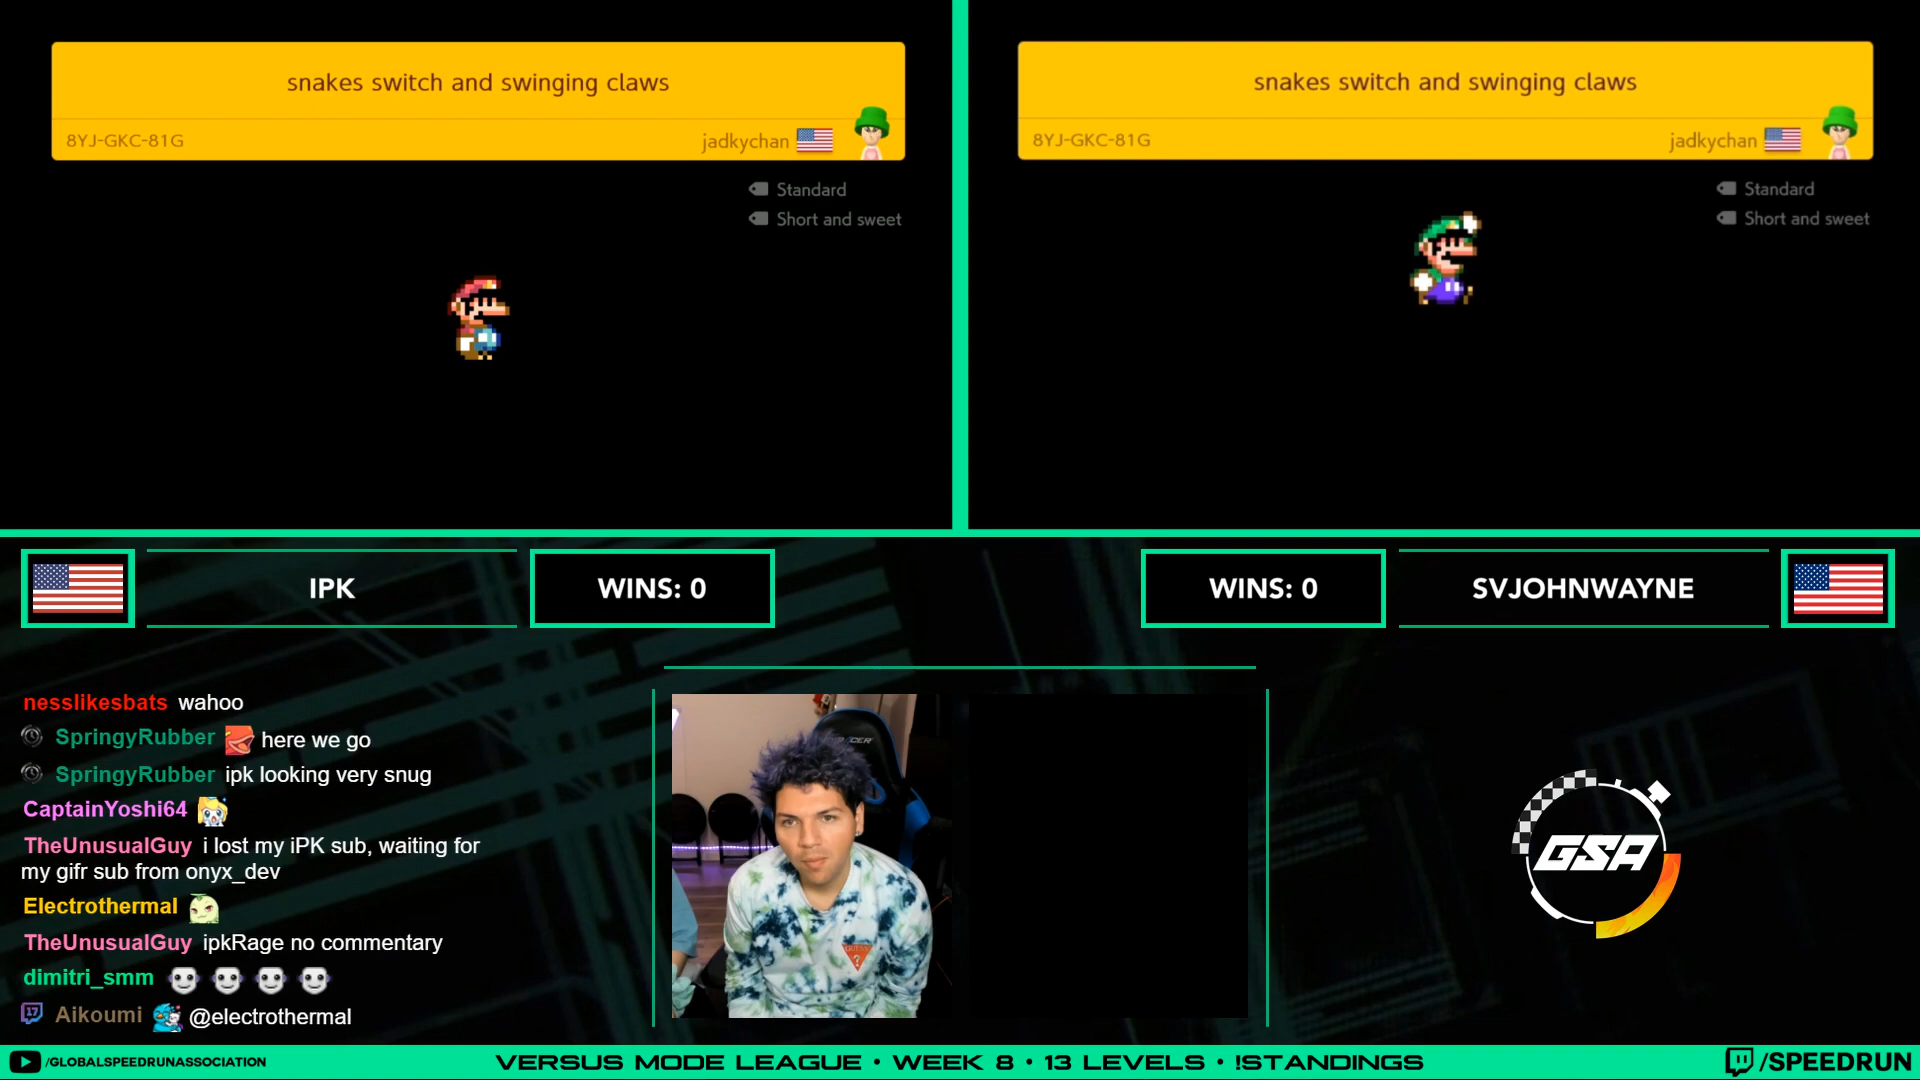 snakes switch and swinging claws
8YJ-GKC-81G
jadkychan
Standard
Short and sweet
snakes switch and swinging claws
8YJ-GKC-81G
jadkychan
Standard
Short and sweet
IPK
WINS: 0
WINS: 0
SVJOHNWAYNE
nesslikesbats wahoo
SpringyRubber here we go
SpringyRubber ipk looking very snug
CaptainYoshi64
TheUnusualGuy i lost my iPK sub, waiting for
my gifr sub from onyx_dev
Electrothermal
TheUnusualGuy ipkRage no commentary
dimitri_smm
17 Aikoumi @electrothermal
GSA
/GLOBALSPEEDRUNASSOCIATION
VERSUS MODE LEAGUE • WEEK 8 • 13 LEVELS • !STANDINGS
/SPEEDRUN